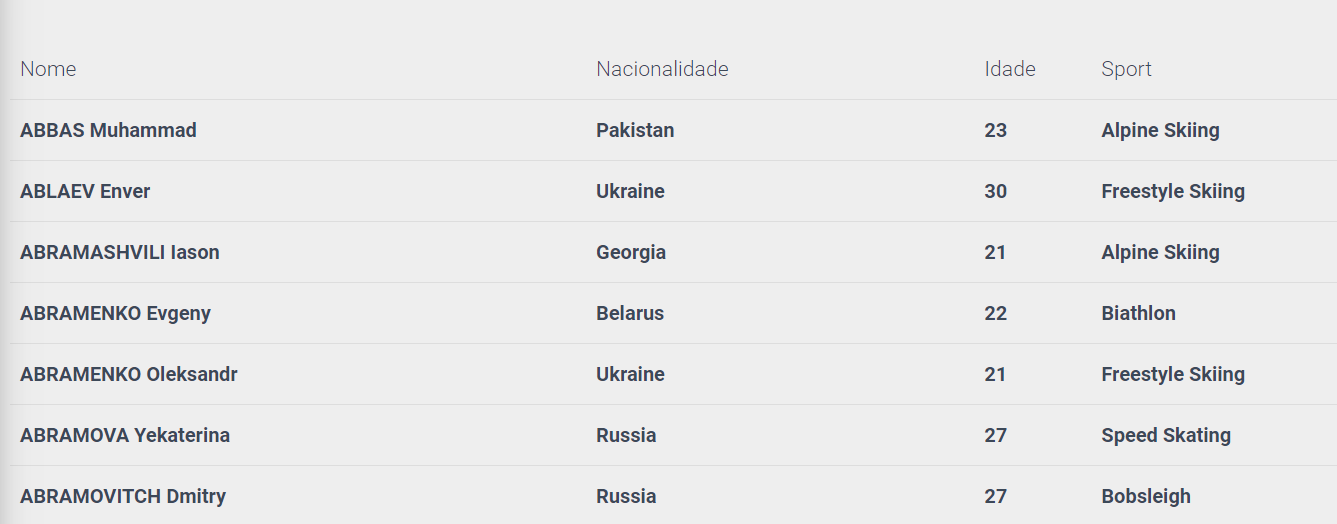 Nome Nacionalidade Idade Sport
ABBAS Muhammad Pakistan 23 Alpine Skiing
ABLAEV Enver Ukraine 30 Freestyle Skiing
ABRAMASHVILI Iason Georgia 21 Alpine Skiing
ABRAMENKO Evgeny Belarus 22 Biathlon
ABRAMENKO Oleksandr Ukraine 21 Freestyle Skiing
ABRAMOVA Yekaterina Russia 27 Speed Skating
ABRAMOVITCH Dmitry Russia 27 Bobsleigh